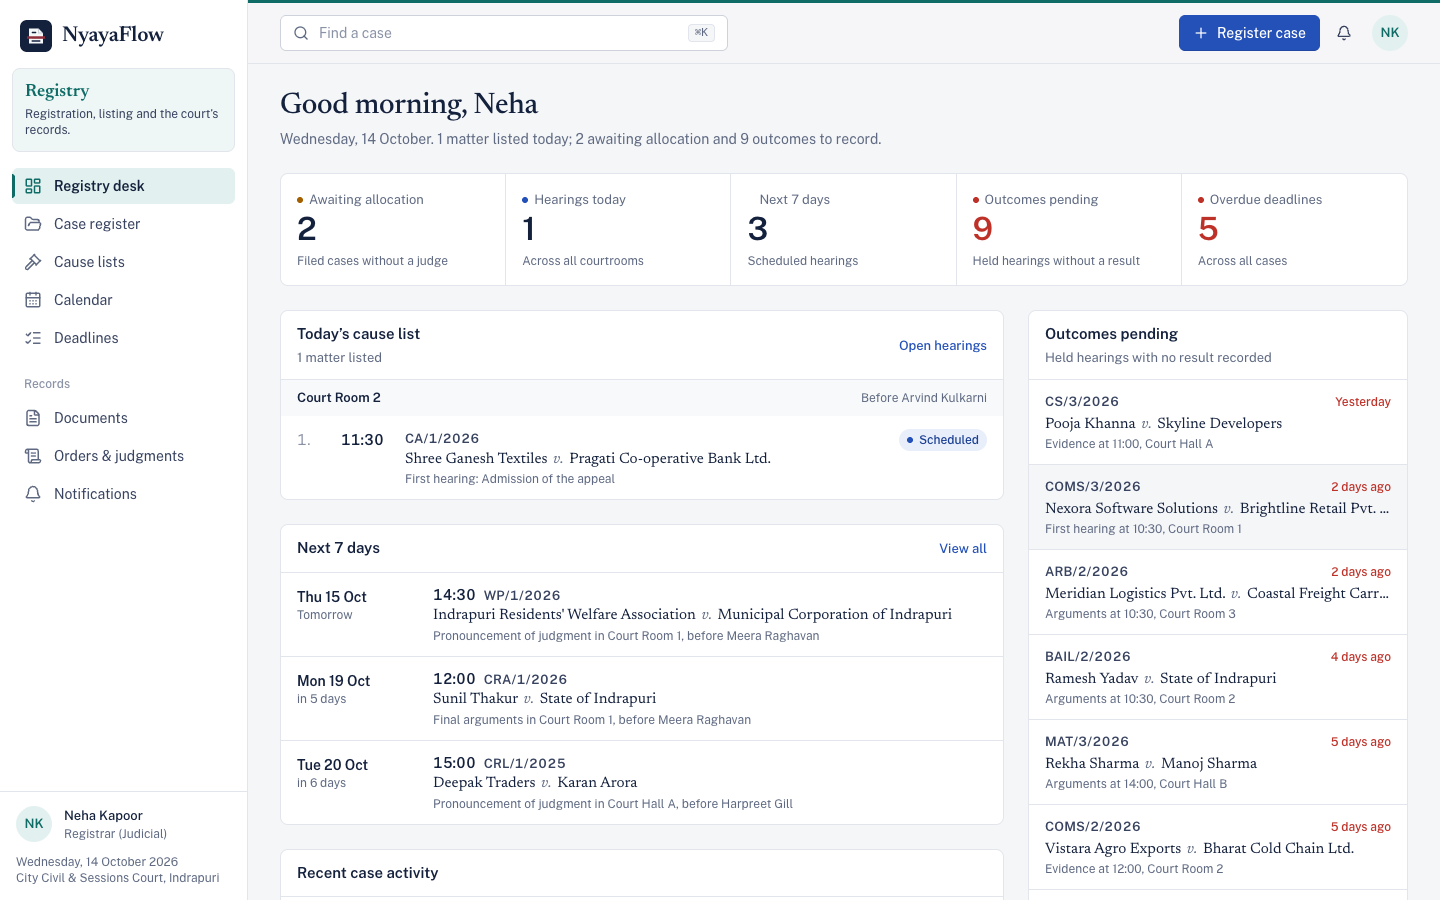 NyayaFlow
Registry
Registration, listing and the court's
records.
Registry desk
Case register
Cause lists
Calendar
Deadlines
Records
Documents
Orders & judgments
Notifications
NK
Neha Kapoor
Registrar (Judicial)
Wednesday, 14 October 2026
City Civil & Sessions Court, Indrapuri
Find a case
⌘K
Register case
NK
Good morning, Neha
Wednesday, 14 October. 1 matter listed today; 2 awaiting allocation and 9 outcomes to record.
Awaiting allocation
2
Filed cases without a judge
Hearings today
1
Across all courtrooms
Next 7 days
3
Scheduled hearings
Outcomes pending
9
Held hearings without a result
Overdue deadlines
5
Across all cases
Today's cause list
1 matter listed
Open hearings
Court Room 2
Before Arvind Kulkarni
1.
11:30
CA/1/2026
Scheduled
Shree Ganesh Textiles v. Pragati Co-operative Bank Ltd.
First hearing: Admission of the appeal
Next 7 days
View all
Thu 15 Oct
Tomorrow
14:30 WP/1/2026
Indrapuri Residents' Welfare Association v. Municipal Corporation of Indrapuri
Pronouncement of judgment in Court Room 1, before Meera Raghavan
Mon 19 Oct
in 5 days
12:00 CRA/1/2026
Sunil Thakur v. State of Indrapuri
Final arguments in Court Room 1, before Meera Raghavan
Tue 20 Oct
in 6 days
15:00 CRL/1/2025
Deepak Traders v. Karan Arora
Pronouncement of judgment in Court Hall A, before Harpreet Gill
Recent case activity
Outcomes pending
Held hearings with no result recorded
CS/3/2026
Yesterday
Pooja Khanna v. Skyline Developers
Evidence at 11:00, Court Hall A
COMS/3/2026
2 days ago
Nexora Software Solutions v. Brightline Retail Pvt. ...
First hearing at 10:30, Court Room 1
ARB/2/2026
2 days ago
Meridian Logistics Pvt. Ltd. v. Coastal Freight Carr...
Arguments at 10:30, Court Room 3
BAIL/2/2026
4 days ago
Ramesh Yadav v. State of Indrapuri
Arguments at 10:30, Court Room 2
MAT/3/2026
5 days ago
Rekha Sharma v. Manoj Sharma
Arguments at 14:00, Court Hall B
COMS/2/2026
5 days ago
Vistara Agro Exports v. Bharat Cold Chain Ltd.
Evidence at 12:00, Court Room 2